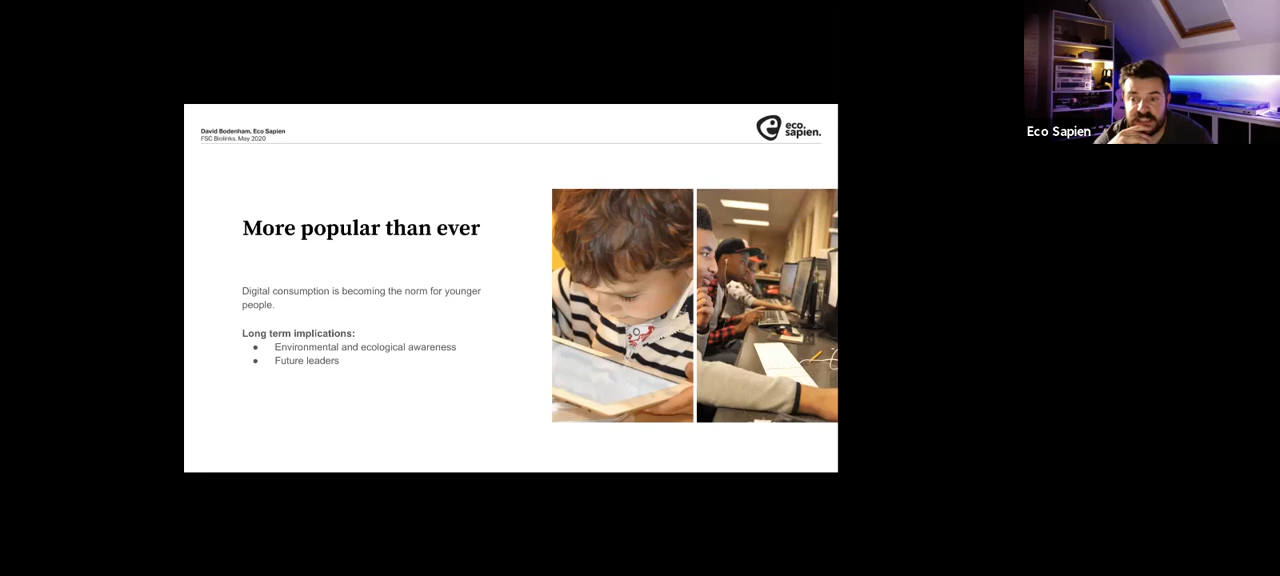 David Bodenham, Eco Sapien
FSC Biolinks. May 2020
eco.
sapien.
More popular than ever
Digital consumption is becoming the norm for younger
people.
Long term implications:
● Environmental and ecological awareness
● Future leaders
Eco Sapien